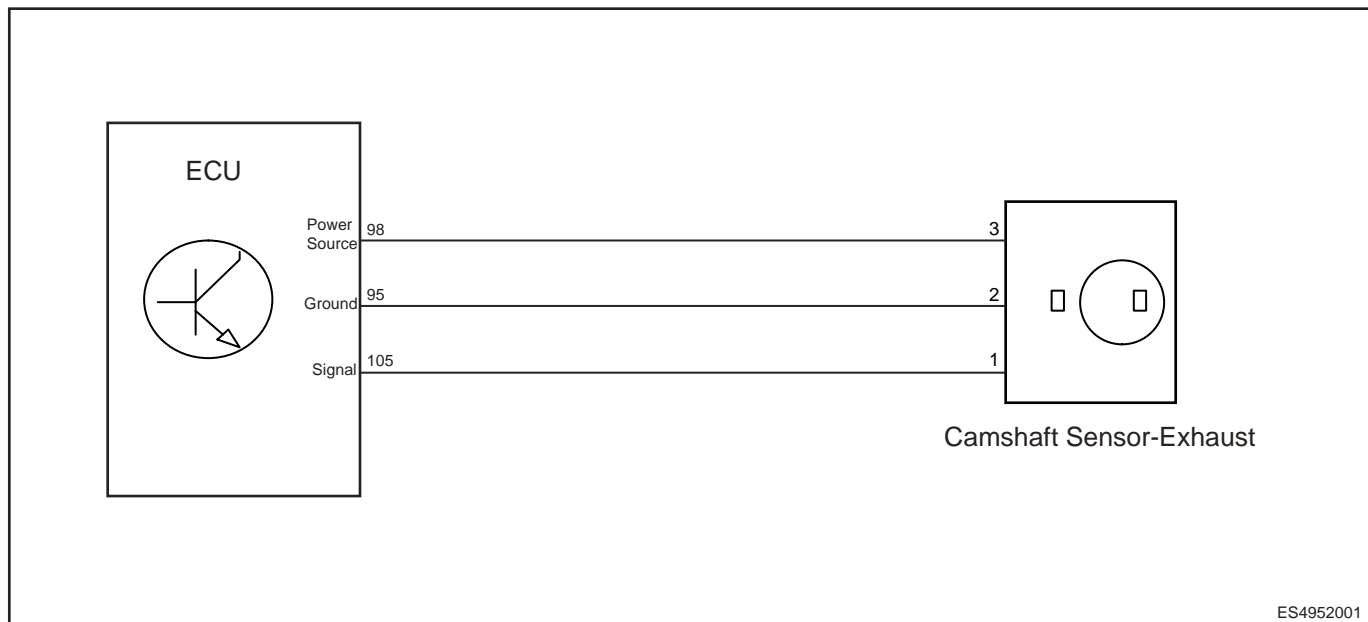 ECU
Power
Source
98
3
Ground
95
2
Signal
105
1
Camshaft Sensor-Exhaust
ES4952001